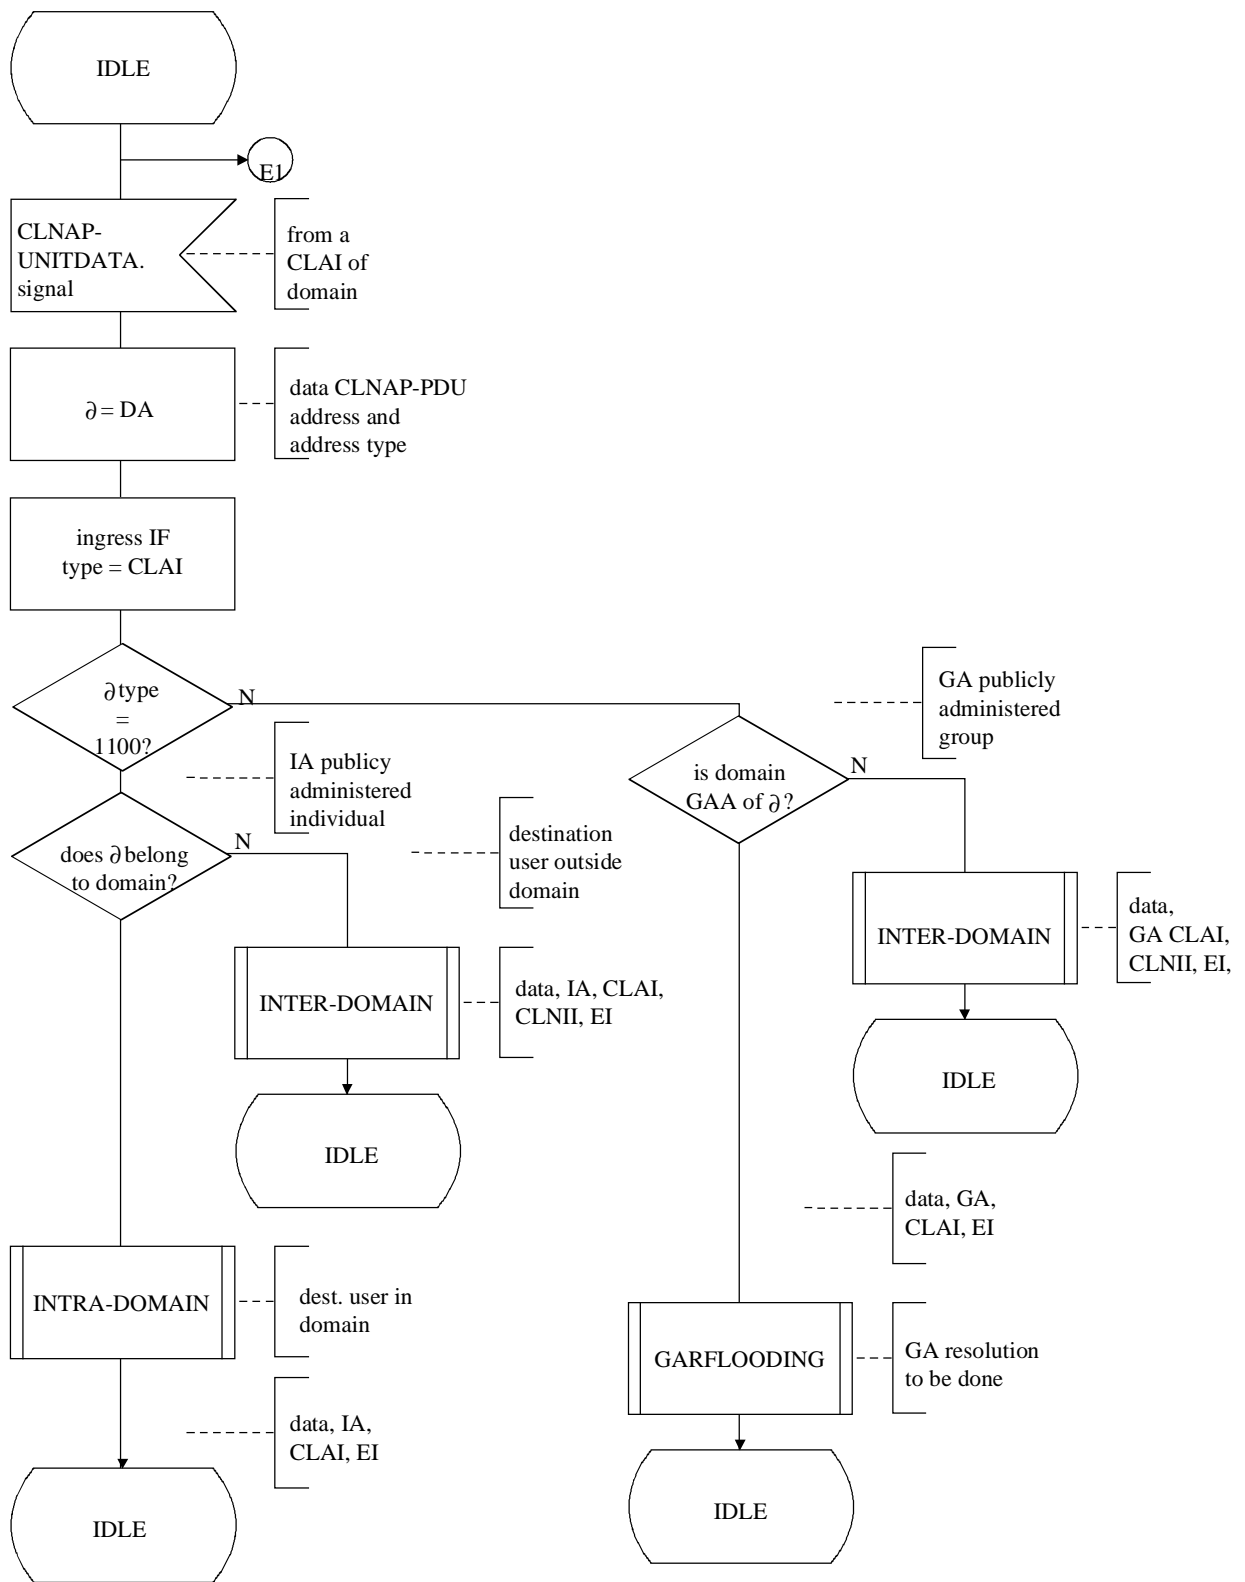 IDLE
E1
CLNAP-
UNITDATA.
signal
from a
CLAI of
domain
∂ = DA
data CLNAP-PDU
address and
address type
ingress IF
type = CLAI
∂ type
=
1100?
N
GA publicly
administered
group
IA publicy
administered
individual
is domain
GAA of ∂ ?
N
does ∂ belong
to domain?
N
destination
user outside
domain
INTER-DOMAIN
data,
GA CLAI,
CLNII, EI,
INTER-DOMAIN
data, IA, CLAI,
CLNII, EI
IDLE
IDLE
data, GA,
CLAI, EI
INTRA-DOMAIN
dest. user in
domain
GARFLOODING
GA resolution
to be done
data, IA,
CLAI, EI
IDLE
IDLE